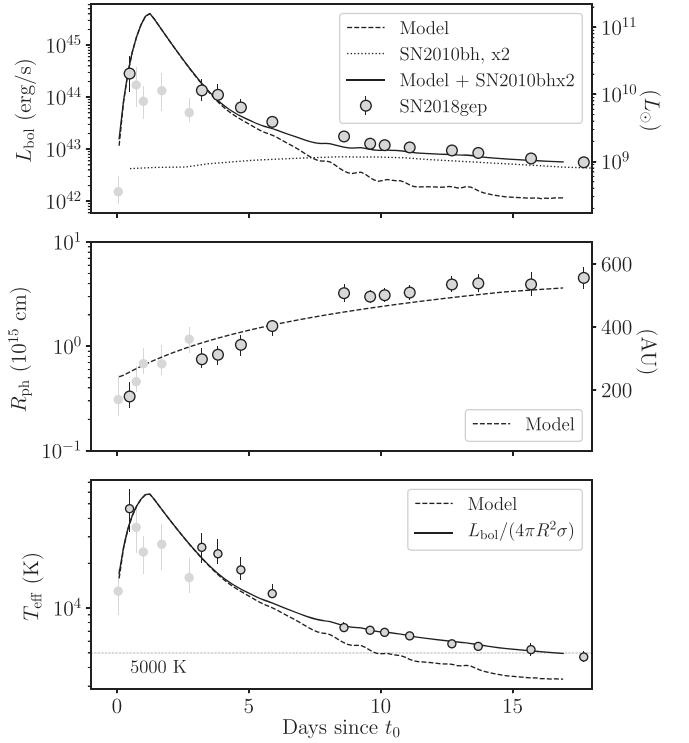 10^45
10^44
10^43
10^42
L_bol (erg/s)
10^11
10^10
10^9
(L_⊙)
Model
SN2010bh, x2
Model + SN2010bhx2
SN2018gep
10^1
10^0
10^−1
R_ph (10^15 cm)
600
400
200
(AU)
Model
10^4
T_eff (K)
Model
L_bol/(4πR^2σ)
5000 K
0 5 10 15
Days since t_0